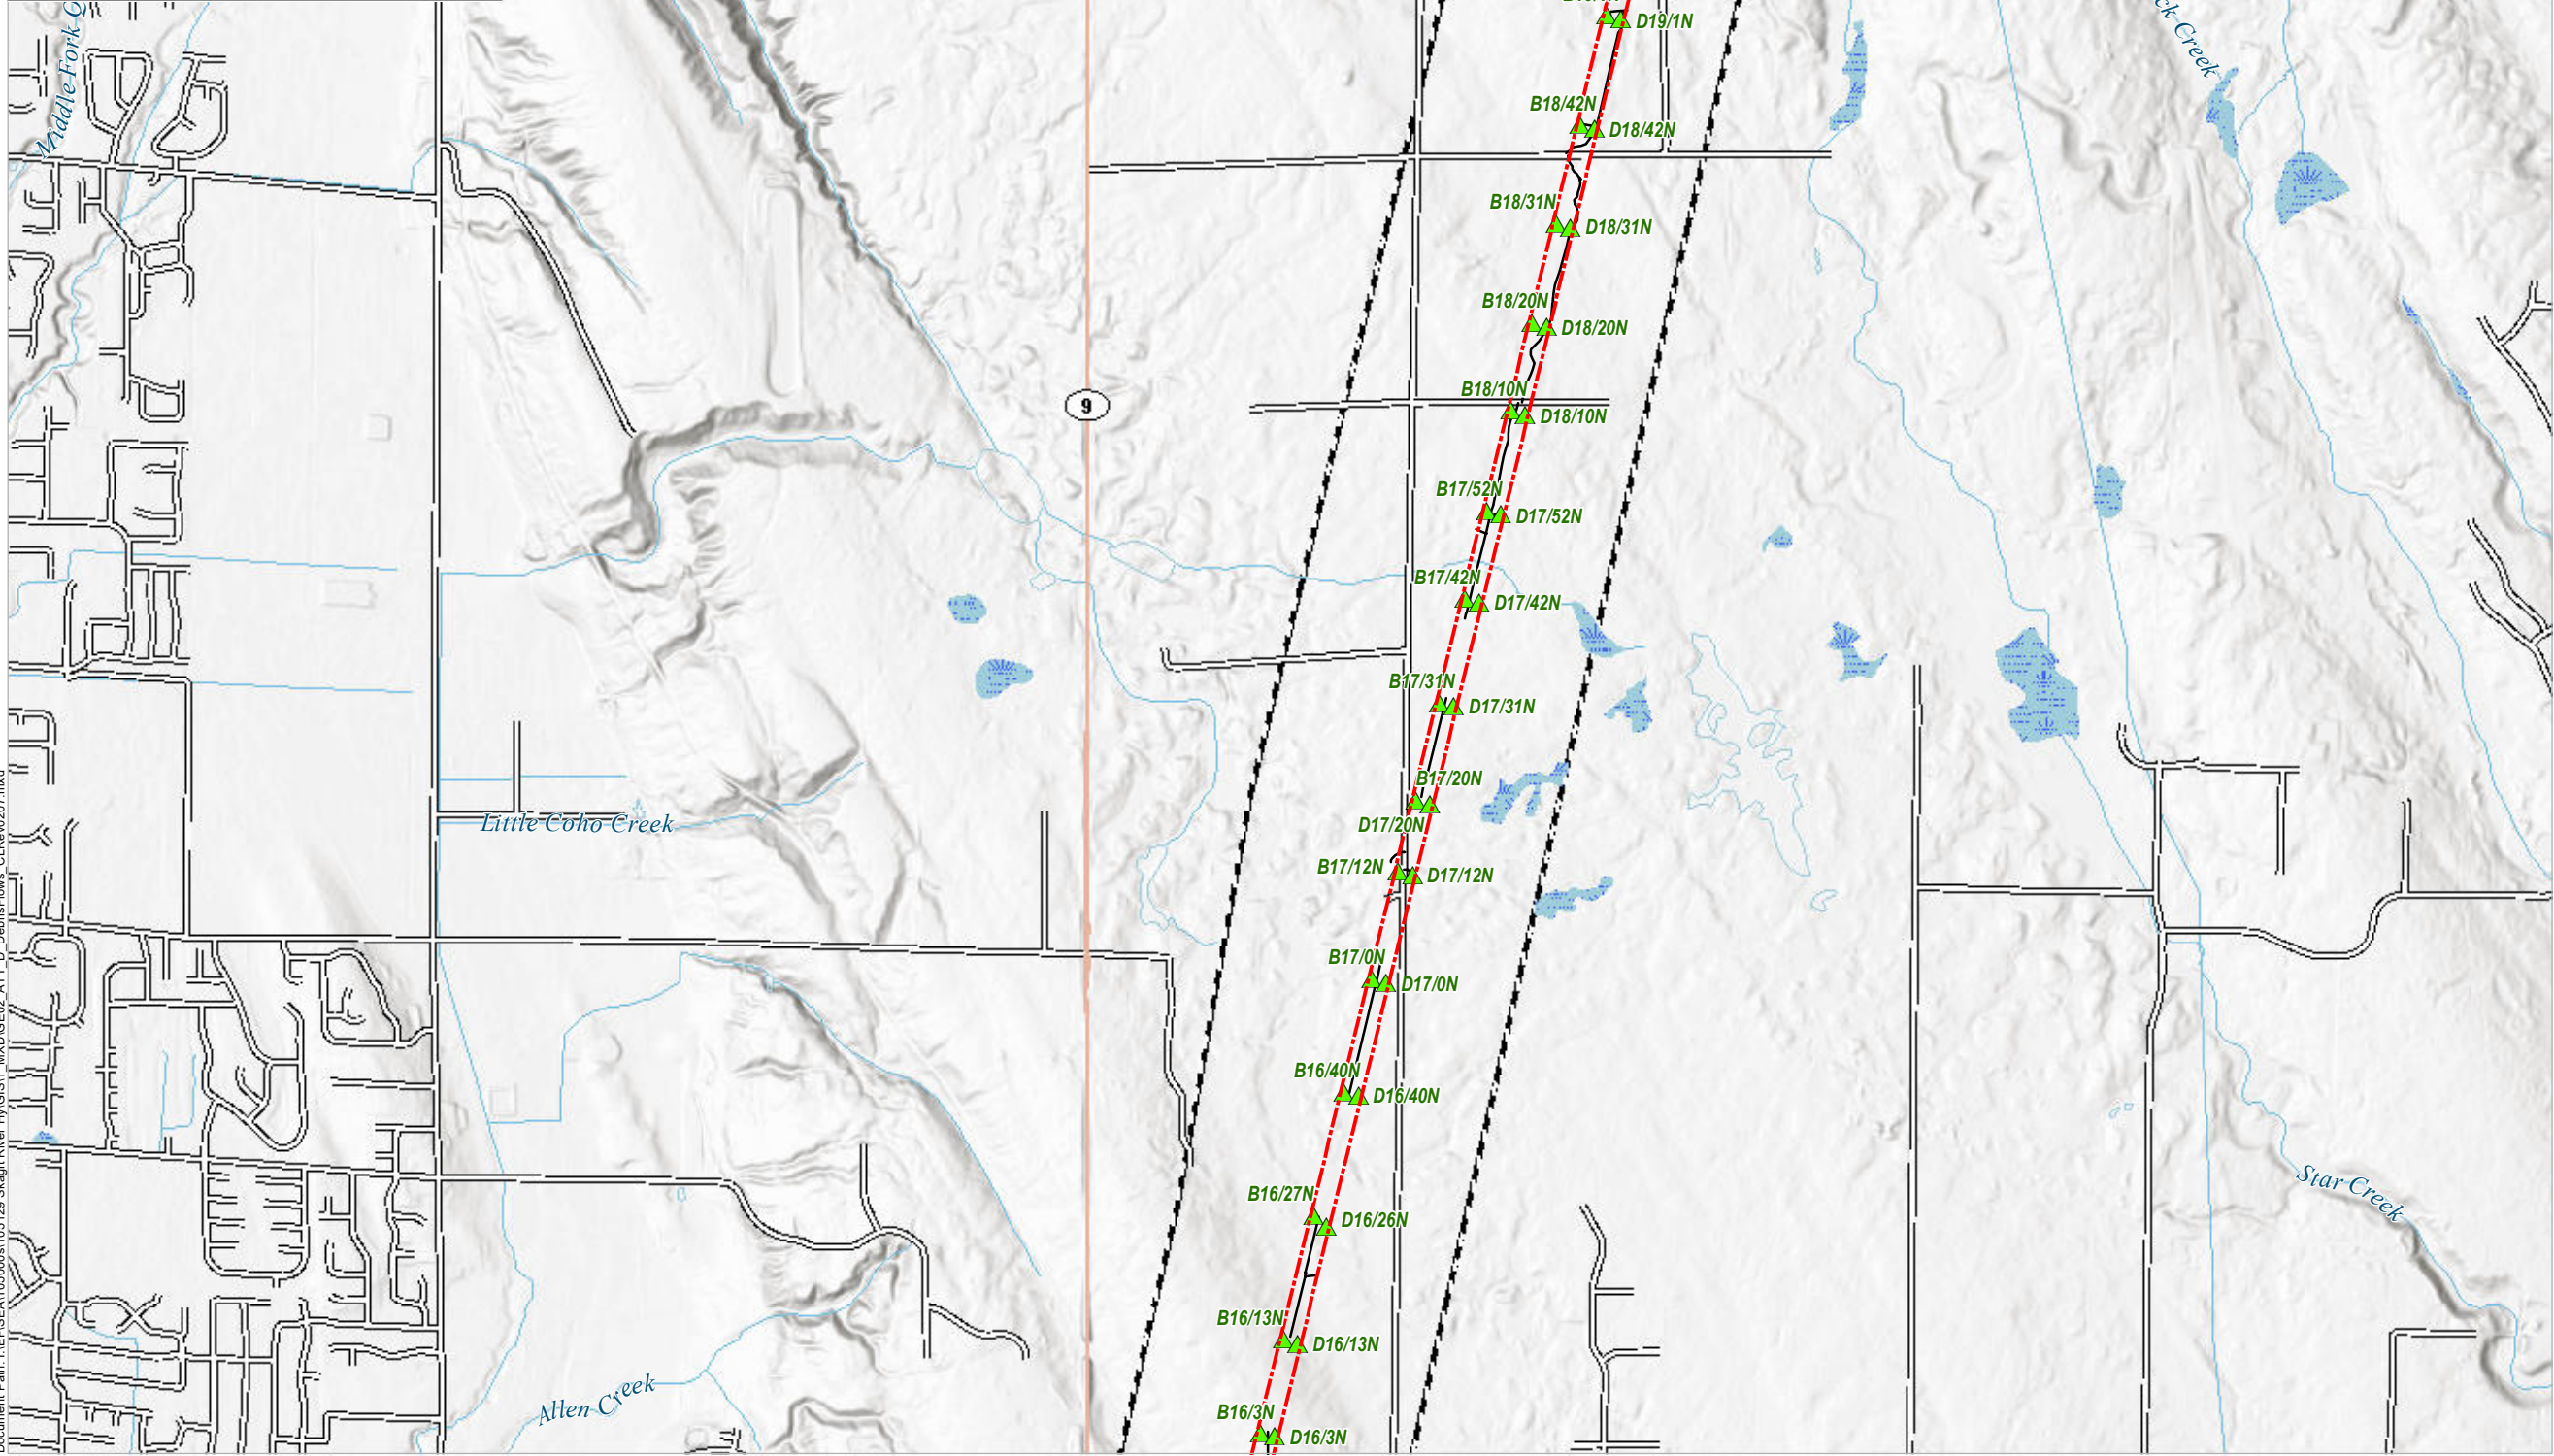 D19/1N
Middle Fork Q
ck Creek
B18/42N
D18/42N
B18/31N
D18/31N
B18/20N
D18/20N
B18/10N
9
D18/10N
B17/52N
D17/52N
B17/42N
D17/42N
B17/31N
D17/31N
B17/20N
D17/20N
Little Coho Creek
B17/12N
D17/12N
B17/0N
D17/0N
B16/40N
D16/40N
Star Creek
B16/27N
D16/26N
B16/13N
D16/13N
Allen Creek
B16/3N
D16/3N